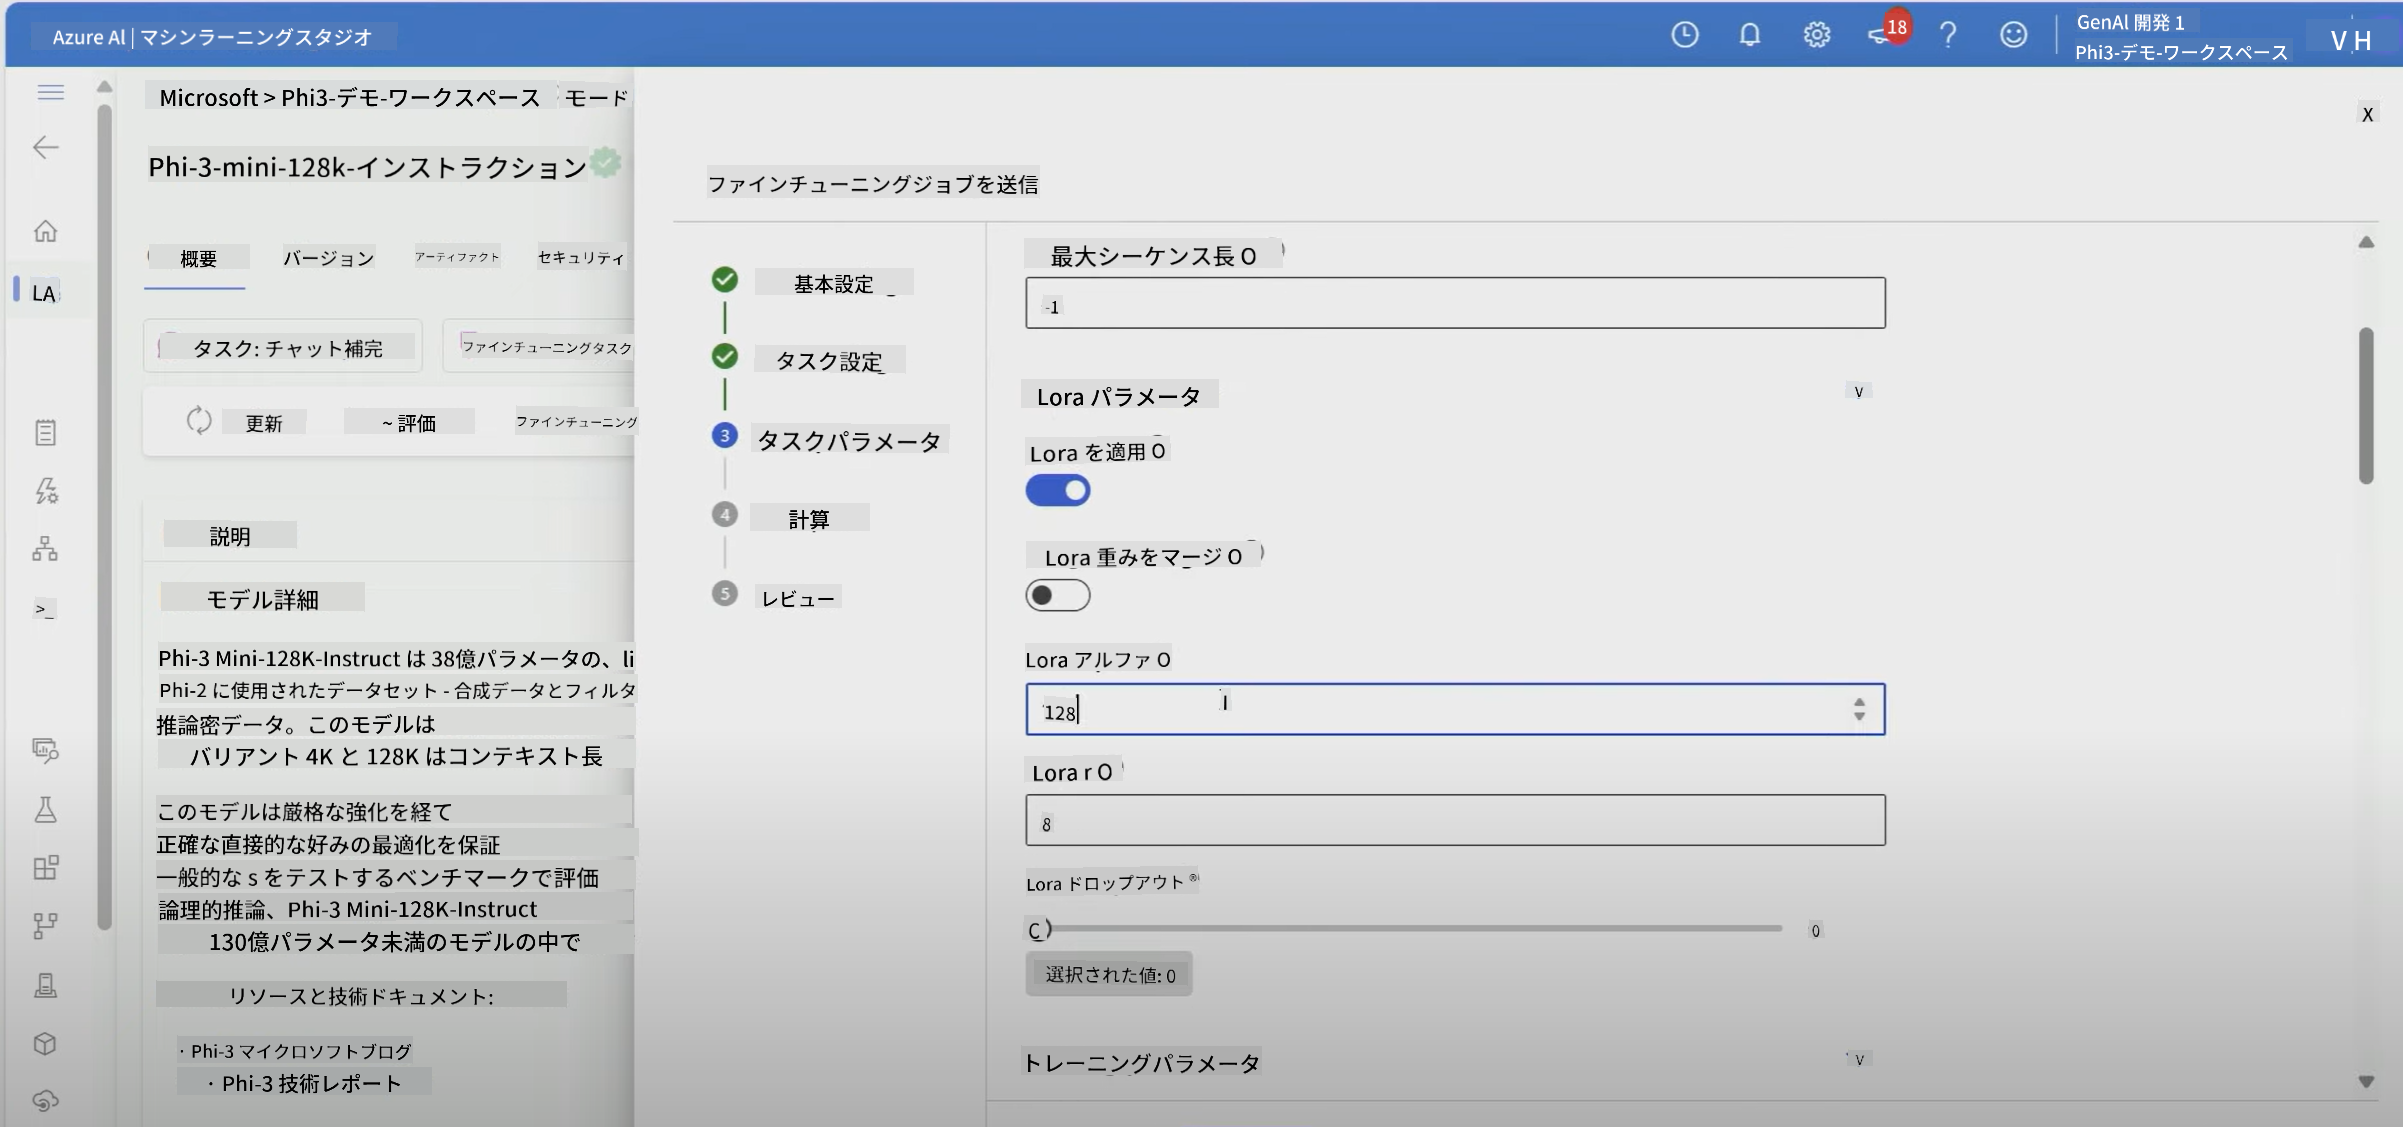 Azure Al | マシンラーニングスタジオ
18
GenAl 開発 1
Phi3-デモ-ワークスペース
V H
Microsoft > Phi3-デモ-ワークスペース
モード
X
Phi-3-mini-128k-インストラクション
ファインチューニングジョブを送信
概要
バージョン
アーティファクト
セキュリティ
LA
タスク: チャット補完
ファインチューニングタスク
更新
~ 評価
ファインチューニング
説明
モデル詳細
>_
Phi-3 Mini-128K-Instruct は 38億パラメータの、li
Phi-2 に使用されたデータセット - 合成データとフィルタ
推論密データ。このモデルは
バリアント 4K と 128K はコンテキスト長
このモデルは厳格な強化を経て
正確な直接的な好みの最適化を保証
一般的な s をテストするベンチマークで評価
論理的推論、Phi-3 Mini-128K-Instruct
130億パラメータ未満のモデルの中で
リソースと技術ドキュメント:
· Phi-3 マイクロソフトブログ
· Phi-3 技術レポート
基本設定
タスク設定
3 タスクパラメータ
4 計算
5 レビュー
最大シーケンス長 O
-1
Lora パラメータ
V
Lora を適用 O
Lora 重みをマージ O
Lora アルファ O
128
I
Lora r O
8
Lora ドロップアウト ®
C
0
選択された値: 0
トレーニングパラメータ
V